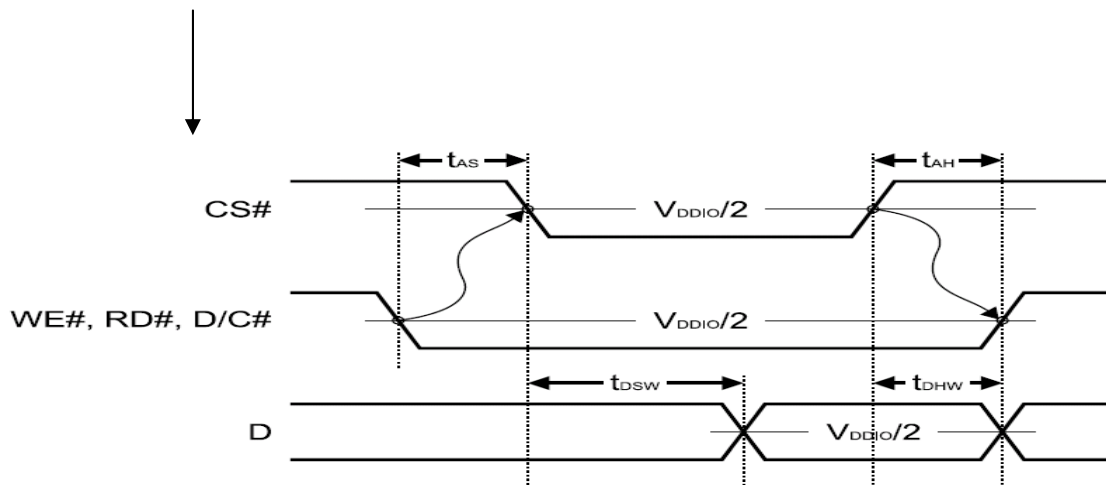 tAS
tAH
CS#
VDDIO/2
WE#, RD#, D/C#
VDDIO/2
tDSW
tDHW
D
VDDIO/2